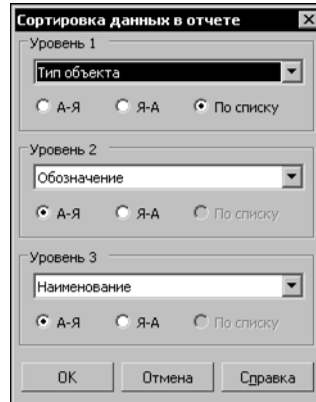 Сортировка данных в отчете
Уровень 1
Тип объекта
А-Я Я-А По списку
Уровень 2
Обозначение
А-Я Я-А По списку
Уровень 3
Наименование
А-Я Я-А По списку
ОК Отмена Справка